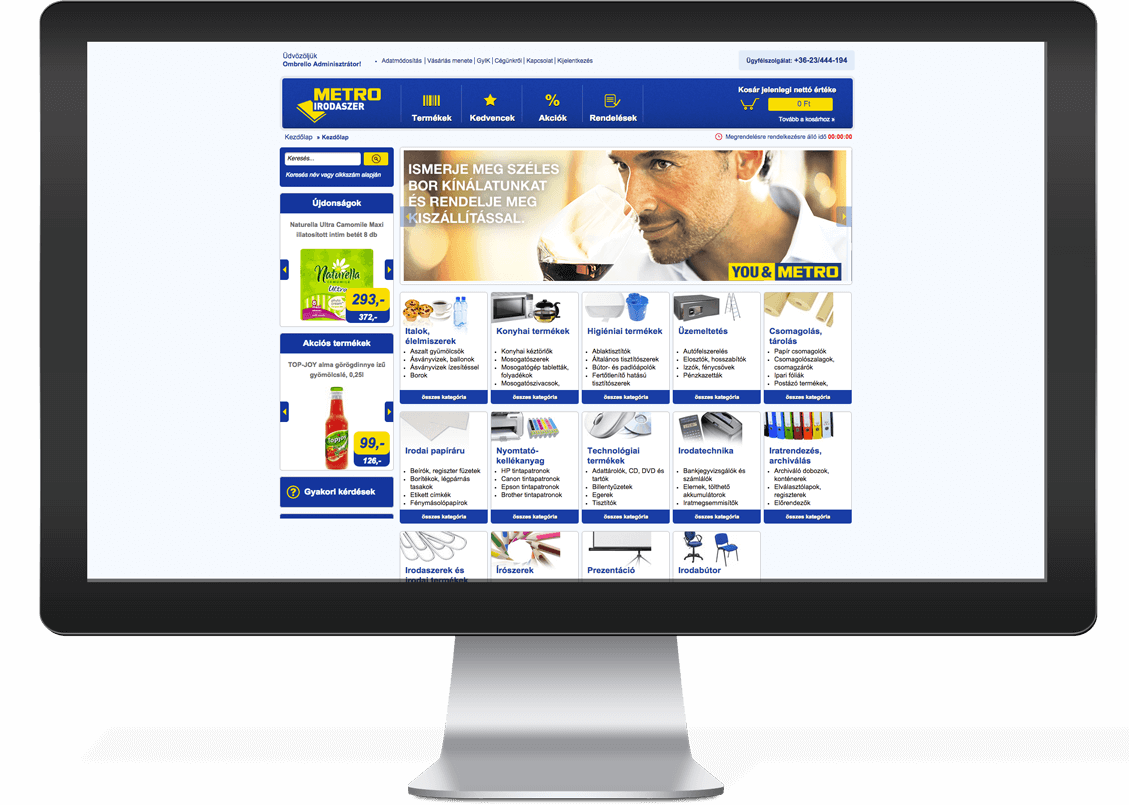 Üdvözöljük
Ombrello Adminisztrátor!
Adatmódosítás | Vásárlás menete | GyIK | Cégünkről | Kapcsolat | Kijelentkezés
Ügyfélszolgálat: +36-23/444-194
METRO
IRODASZER
Termékek
Kedvencek
%
Akciók
Rendelések
Kosár jelenlegi nettó értéke
0 Ft
Tovább a kosárhoz »
Kezdőlap » Kezdőlap
Megrendelésre rendelkezésre álló idő 00:00:00
Keresés...
Keresés név vagy cikkszám alapján
Újdonságok
Naturella Ultra Camomile Maxi
illatosított intim betét 8 db
Naturella
Ultra
293,-
372,-
Akciós termékek
TOP-JOY alma görögdinnye ízű
gyömölcslé, 0,25l
Topjoy
99,-
126,-
Gyakori kérdések
ISMERJE MEG SZÉLES
BOR KÍNÁLATUNKAT
ÉS RENDELJE MEG
KISZÁLLÍTÁSSAL.
YOU & METRO
Italok,
élelmiszerek
Aszalt gyümölcsök
Ásványvizek, ballonok
Ásványvizek ízesítéssel
Borok
összes kategória
Konyhai termékek
Konyhai kéztörlők
Mosogatószerek
Mosogatógép tabletták,
folyadékok
Mosogatószivacsok,
összes kategória
Higiéniai termékek
Ablaktisztítók
Általános tisztítószerek
Bútor- és padlóápolók
Fertőtlenítő hatású
tisztítószerek
összes kategória
Üzemeltetés
Autófelszerelés
Elosztók, hosszabítók
Izzók, fénycsövek
Pénzkazetták
összes kategória
Csomagolás,
tárolás
Papír csomagolók
Csomagolószalagok,
csomagzárók
Ipari fóliák
Postázó termékek,
összes kategória
Irodai papíráru
Beírók, regiszter füzetek
Borítékok, légpárnás
tasakok
Etikett címkék
Fénymásolópapírok
összes kategória
Nyomtató-
kellékanyag
HP tintapatronok
Canon tintapatronok
Epson tintapatronok
Brother tintapatronok
összes kategória
Technológiai
termékek
Adattárólók, CD, DVD és
tartók
Billentyűzetek
Egerek
Tisztítók
összes kategória
Irodatechnika
Bankjegyvizsgálók és
számlálók
Elemek, tölthető
akkumulátorok
Iratmegsemmisítők
összes kategória
Iratrendezés,
archiválás
Archiváló dobozok,
konténerek
Elválasztólapok,
regiszterek
Előrendezők
összes kategória
Irodaszerek és
irodai termékek
Írószerek
Prezentáció
Irodabútor